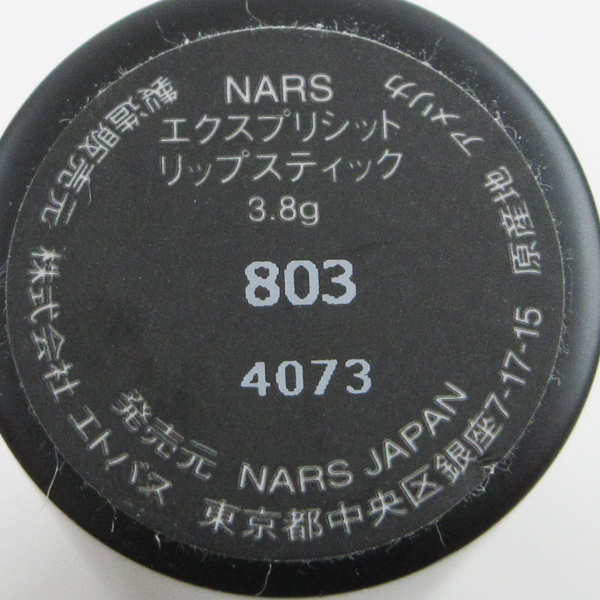 NARS
エクスプリシット
リップスティック
3.8g
803
4073
発売元 NARS JAPAN
製造販売元 株式会社 エトバス 東京都中央区銀座7-17-15 原産地 アメリカ